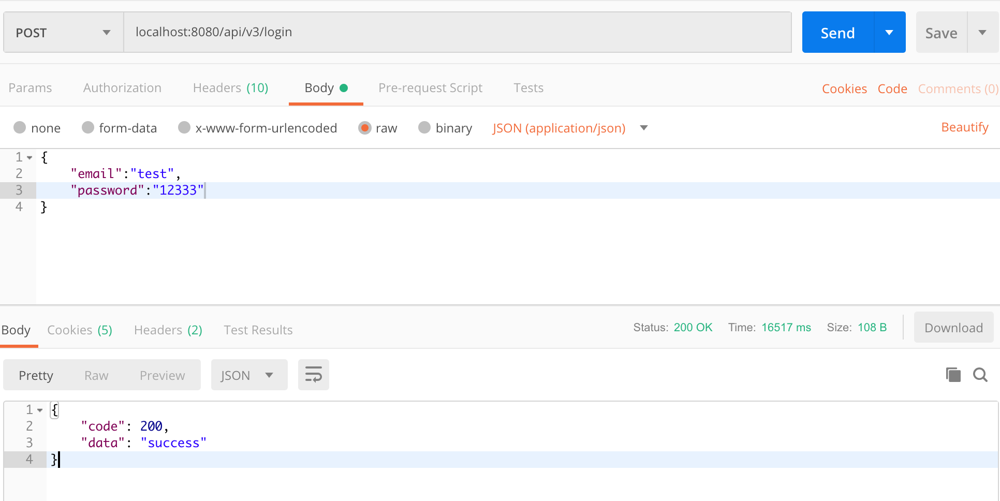 POST localhost:8080/api/v3/login Send Save
Params Authorization Headers (10) Body Pre-request Script Tests Cookies Code Comments (0)
none form-data x-www-form-urlencoded raw binary JSON (application/json) Beautify
1 {
2 "email":"test",
3 "password":"12333"
4 }
Body Cookies (5) Headers (2) Test Results Status: 200 OK Time: 16517 ms Size: 108 B Download
Pretty Raw Preview JSON
1 {
2 "code": 200,
3 "data": "success"
4 }